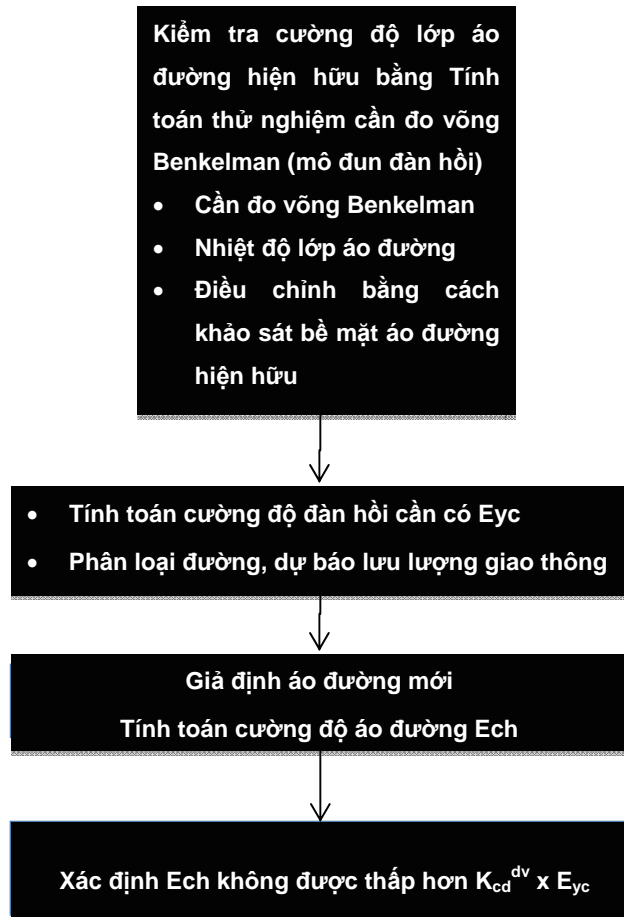 Kiểm tra cường độ lớp áo
đường hiện hữu bằng Tính
toán thử nghiệm cần đo võng
Benkelman (mô đun đàn hồi)
• Cần đo võng Benkelman
• Nhiệt độ lớp áo đường
• Điều chỉnh bằng cách
khảo sát bề mặt áo đường
hiện hữu
• Tính toán cường độ đàn hồi cần có Eyc
• Phân loại đường, dự báo lưu lượng giao thông
Giả định áo đường mới
Tính toán cường độ áo đường Ech
Xác định Ech không được thấp hơn K_cd^dv x E_yc